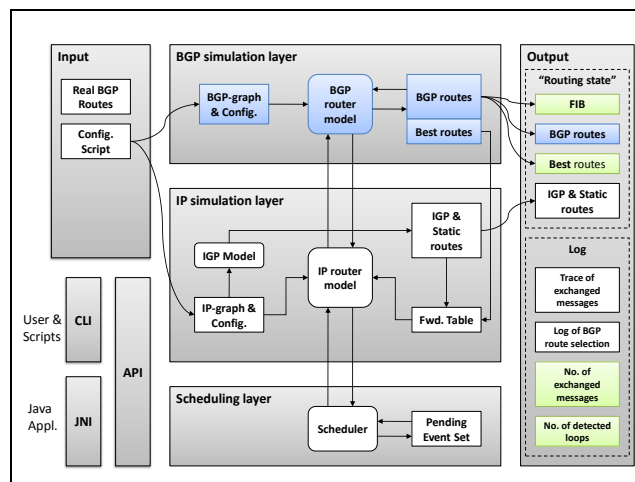 Input
Real BGP
Routes
Config.
Script
BGP simulation layer
BGP-graph
& Config.
BGP
router
model
BGP routes
Best routes
IP simulation layer
IGP Model
IP-graph &
Config.
IP router
model
IGP &
Static
routes
Fwd. Table
Scheduling layer
Scheduler
Pending
Event Set
User &
Scripts
CLI
Java
Appl.
JNI
API
Output
“Routing state”
FIB
BGP routes
Best routes
IGP & Static
routes
Log
Trace of
exchanged
messages
Log of BGP
route selection
No. of
exchanged
messages
No. of detected
loops